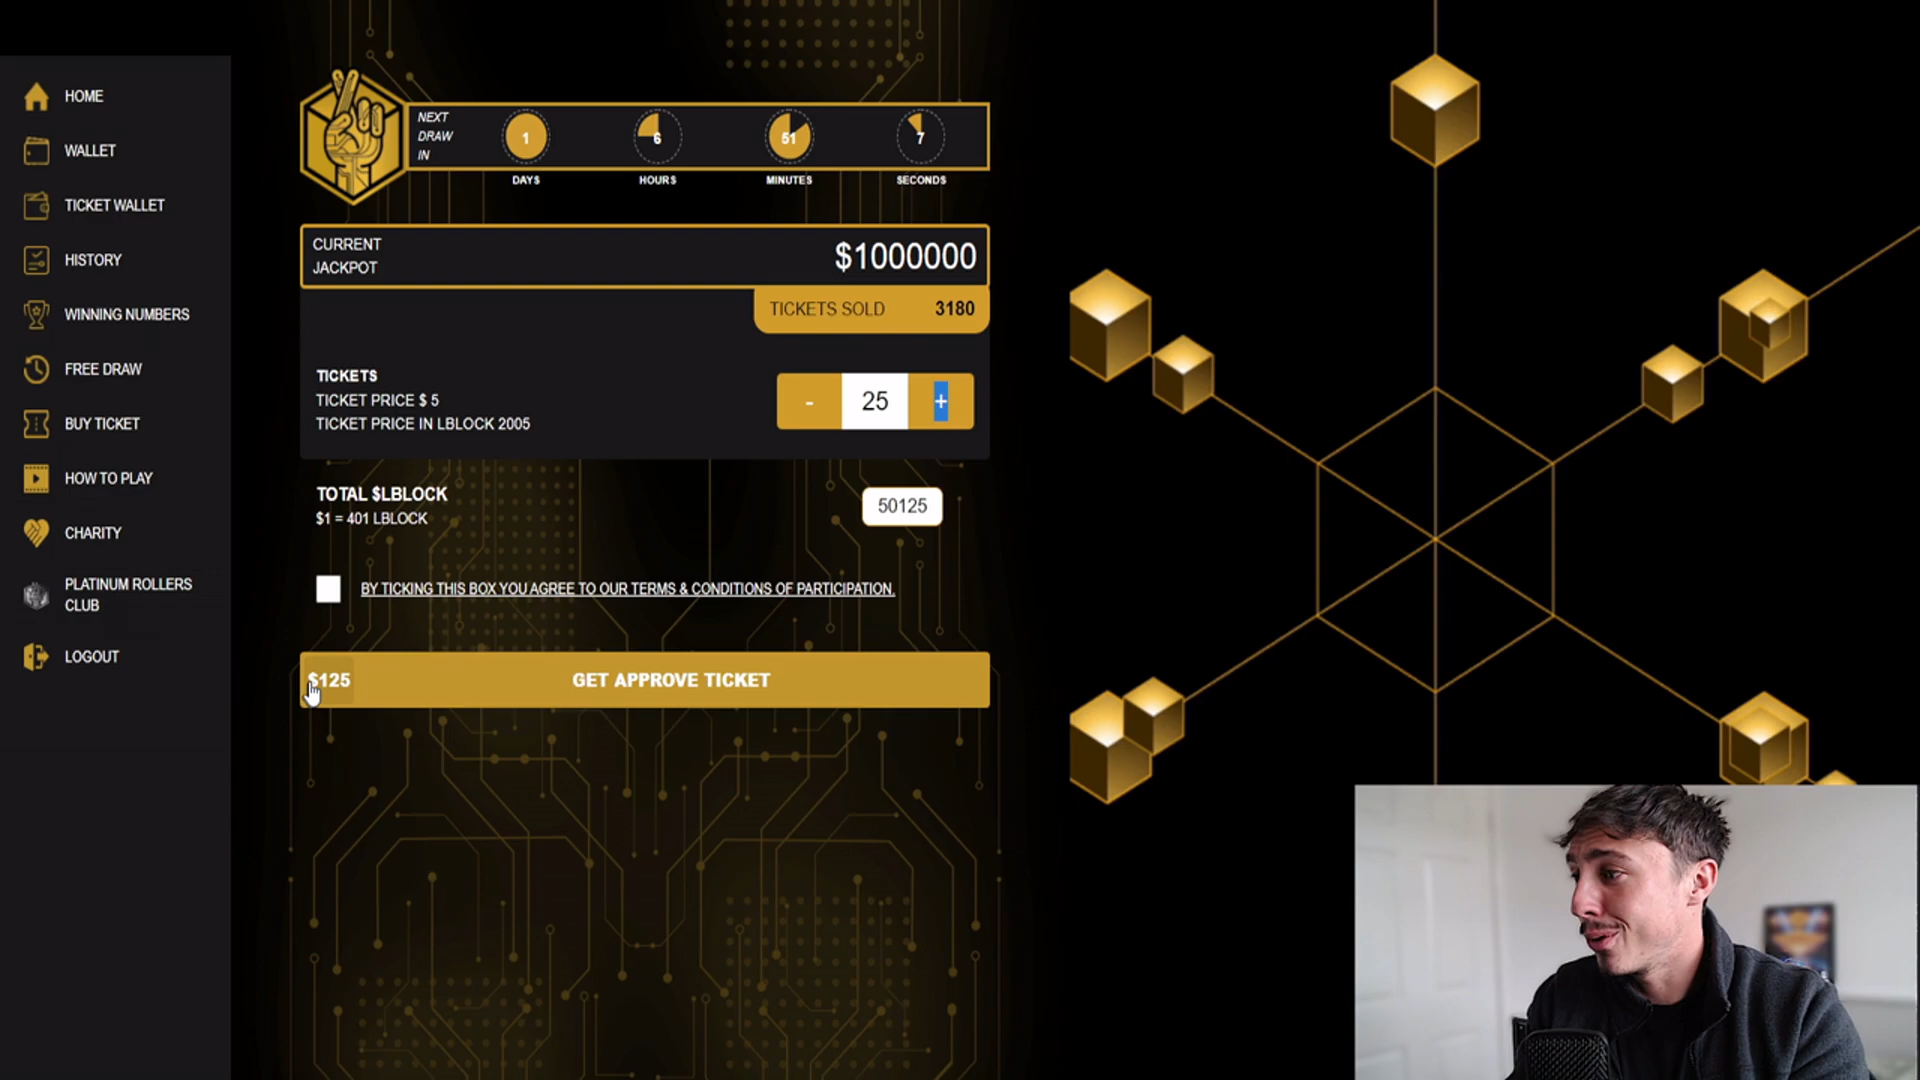 HOME
WALLET
TICKET WALLET
HISTORY
WINNING NUMBERS
FREE DRAW
BUY TICKET
HOW TO PLAY
CHARITY
PLATINUM ROLLERS
CLUB
LOGOUT
NEXT
DRAW
IN
1
6
51
7
DAYS
HOURS
MINUTES
SECONDS
CURRENT
JACKPOT
$1000000
TICKETS SOLD 3180
TICKETS
TICKET PRICE $ 5
TICKET PRICE IN LBLOCK 2005
- 25 +
TOTAL $LBLOCK
$1 = 401 LBLOCK
50125
BY TICKING THIS BOX YOU AGREE TO OUR TERMS & CONDITIONS OF PARTICIPATION.
$125 GET APPROVE TICKET